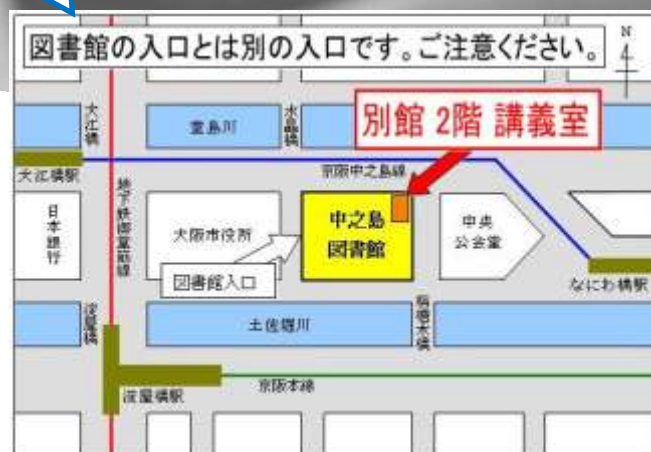 図書館の入口とは別の入口です。ご注意ください。
N
大江橋
堂島川
水晶橋
別館 2階 講義室
大江橋駅
京阪中之島線
地下鉄御堂筋線
日本銀行
大阪市役所
中之島
図書館
中央
公会堂
図書館入口
なにわ橋駅
淀屋橋
土佐堀川
栴檀木橋
淀屋橋駅
京阪本線